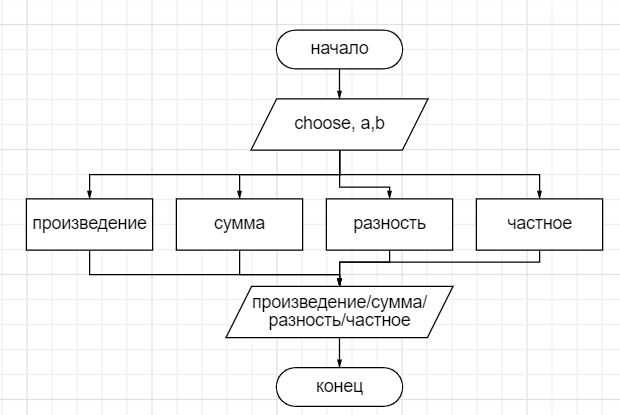 начало
choose, a,b
произведение
сумма
разность
частное
произведение/сумма/
разность/частное
конец